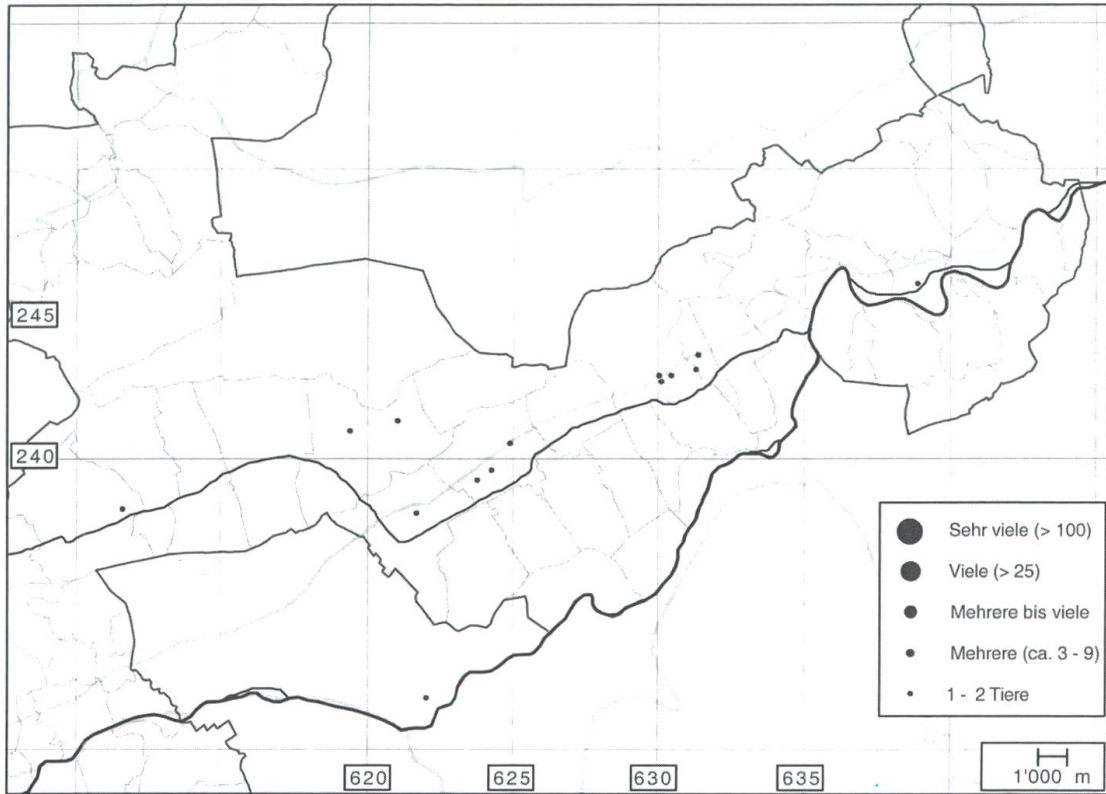 245
240
Sehr viele (> 100)
Viele (> 25)
Mehrere bis viele
Mehrere (ca. 3 - 9)
1 - 2 Tiere
620
625
630
635
1'000 m